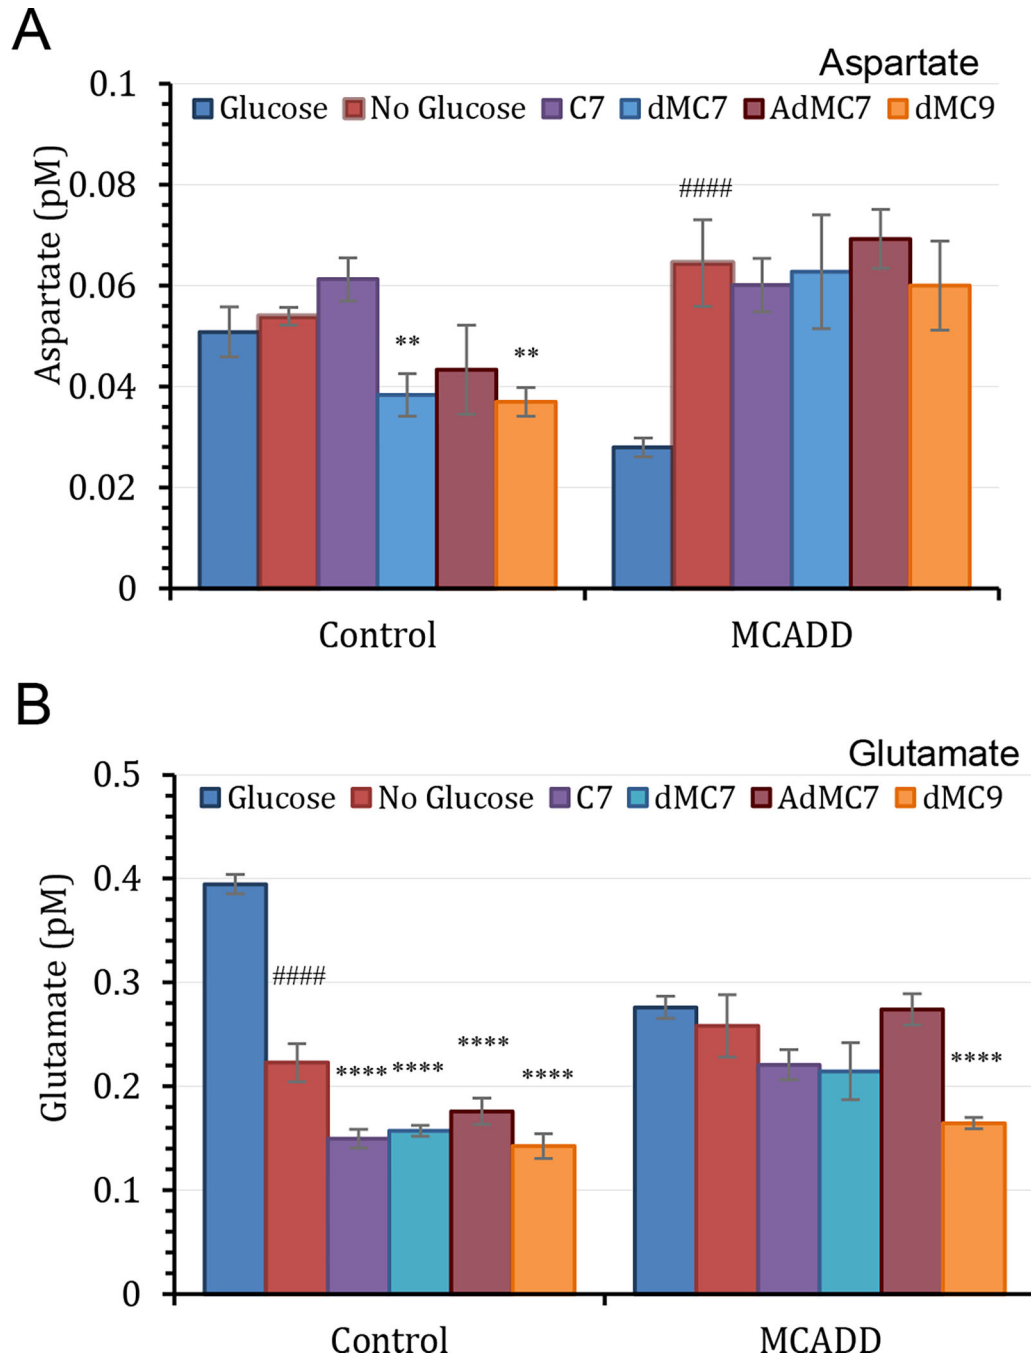 A
Aspartate
Glucose No Glucose C7 dMC7 AdMC7 dMC9
Aspartate (pM)
0.1
0.08
0.06
0.04
0.02
0
####
**
**
Control MCADD
B
Glutamate
Glucose No Glucose C7 dMC7 AdMC7 dMC9
Glutamate (pM)
0.5
0.4
0.3
0.2
0.1
0
####
**** **** **** ****
****
Control MCADD